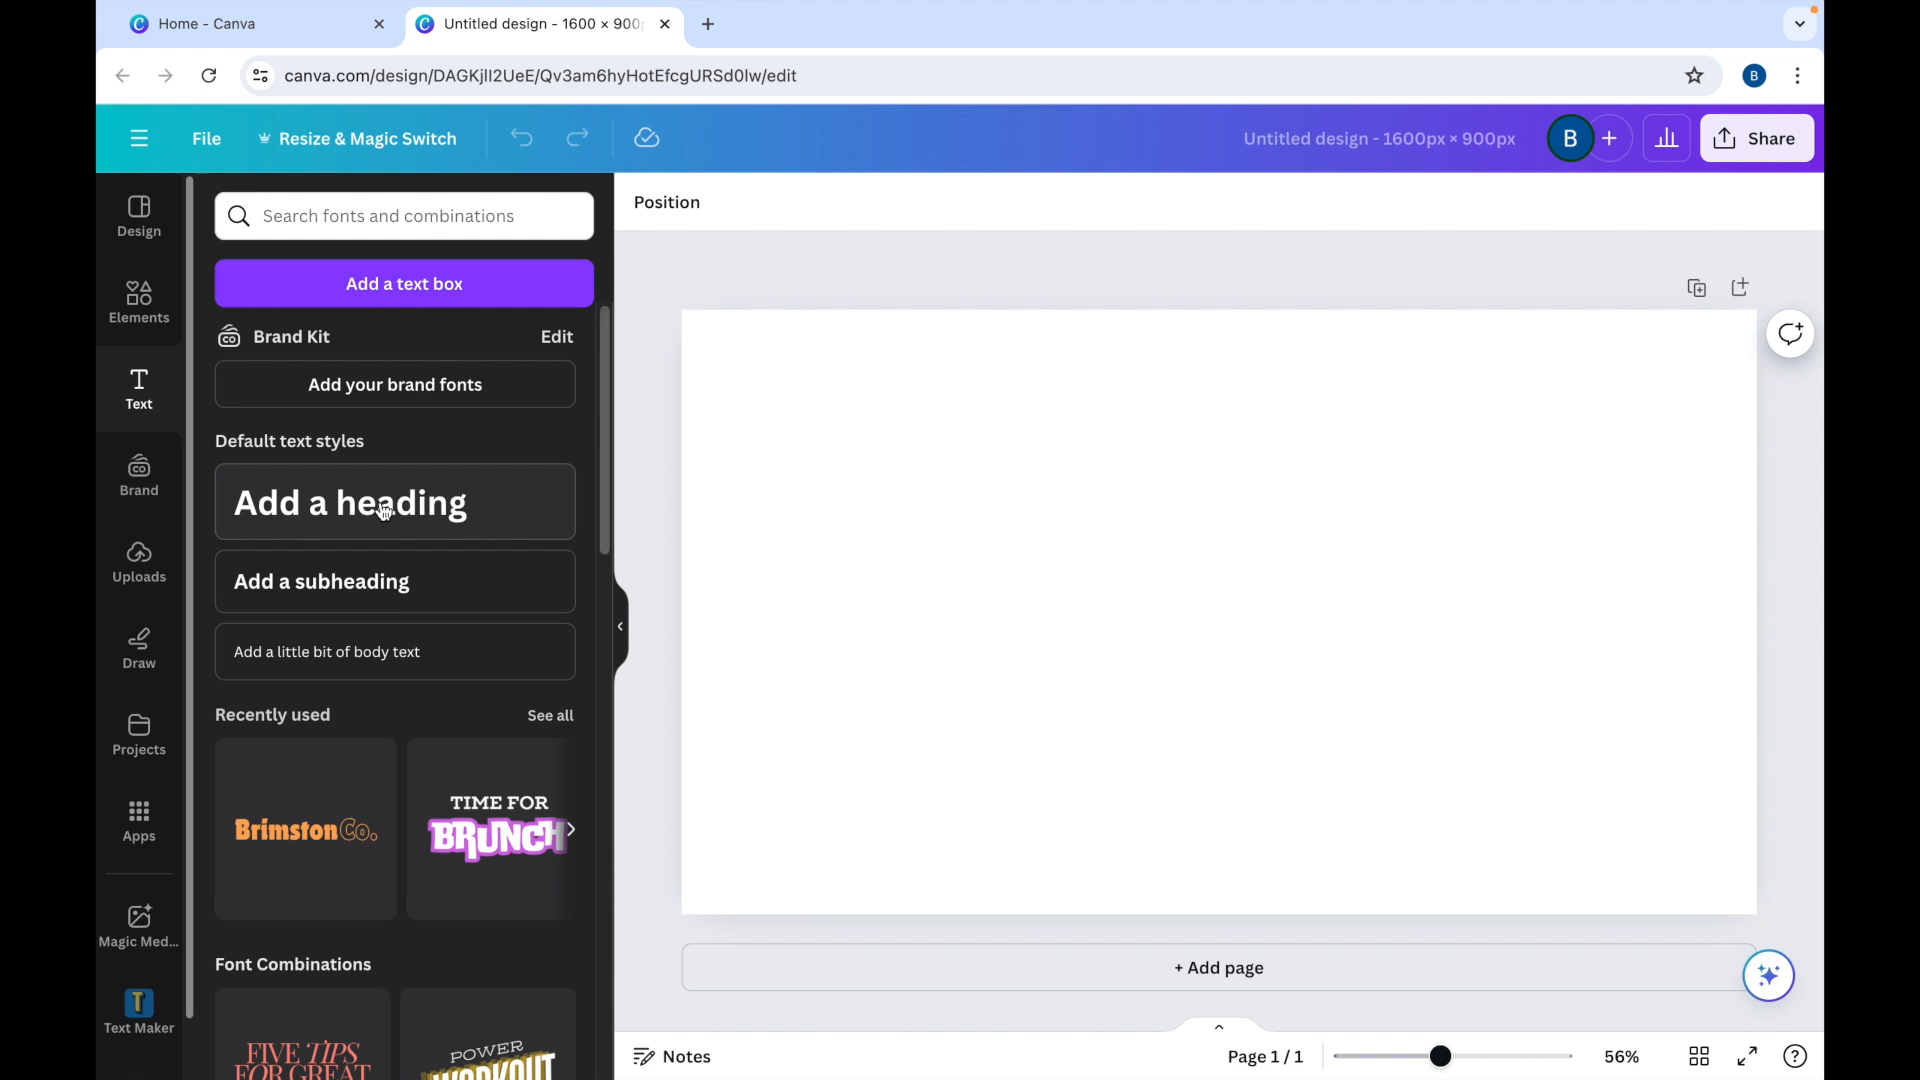 Home - Canva
Untitled design - 1600 × 900
canva.com/design/DAGKjlI2UeE/Qv3am6hyHotEfcgURSd0lw/edit
B
File
Resize & Magic Switch
Untitled design - 1600px × 900px
B
Share
Design
Elements
Text
Brand
Uploads
Draw
Projects
Apps
Magic Med...
Text Maker
Search fonts and combinations
Add a text box
Brand Kit
Edit
Add your brand fonts
Default text styles
Add a heading
Add a subheading
Add a little bit of body text
Recently used
See all
Brimston Co.
TIME FOR
BRUNCH
Font Combinations
FIVE TIPS
FOR GREAT
POWER
WORKOUT
Position
+ Add page
Notes
Page 1 / 1
56%